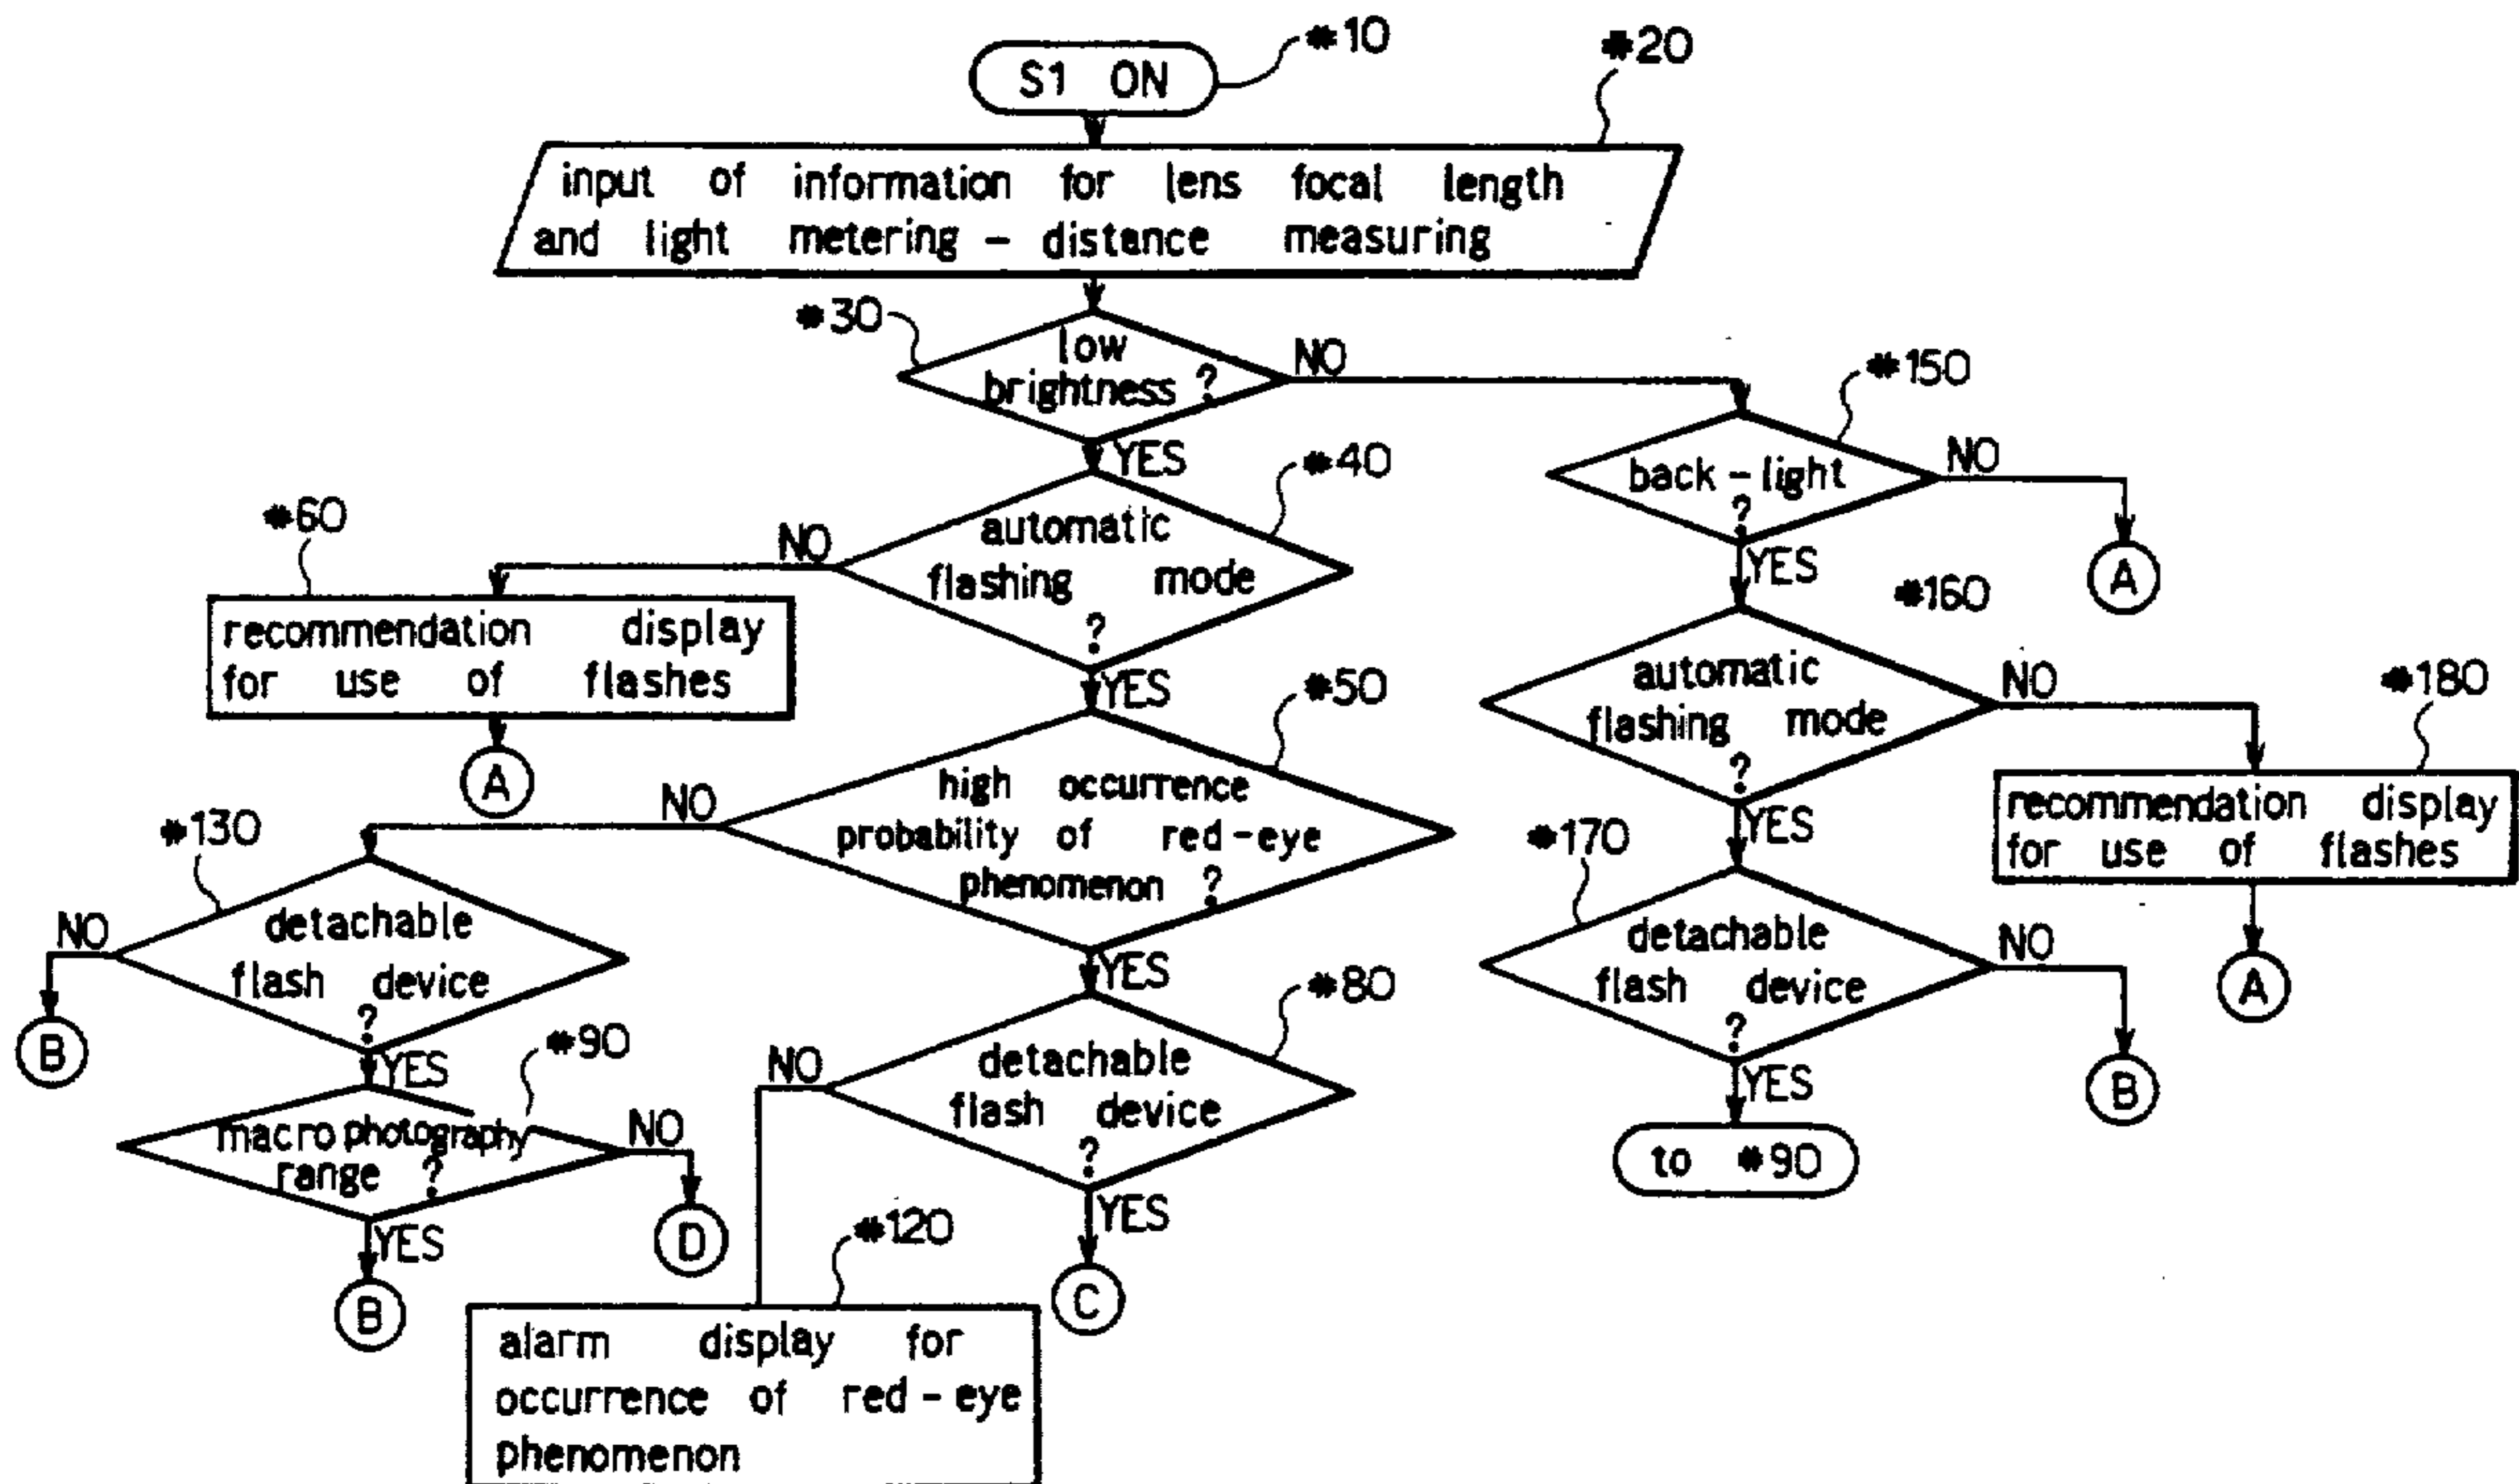 S1 ON
*10
*20
input of information for lens focal length
and light metering - distance measuring
*30
low
brightness ?
NO
YES
*150
back - light
?
NO
A
YES
*40
automatic
flashing mode
?
NO
YES
*60
recommendation display
for use of flashes
A
*160
automatic
flashing mode
?
NO
YES
*180
recommendation display
for use of flashes
A
*50
high occurrence
probability of red-eye
phenomenon ?
NO
YES
*130
detachable
flash device
?
NO
B
YES
*170
detachable
flash device
?
NO
B
YES
to *90
*80
detachable
flash device
?
NO
YES
C
*90
macro photography
range ?
NO
D
YES
B
*120
alarm display for
occurrence of red-eye
phenomenon